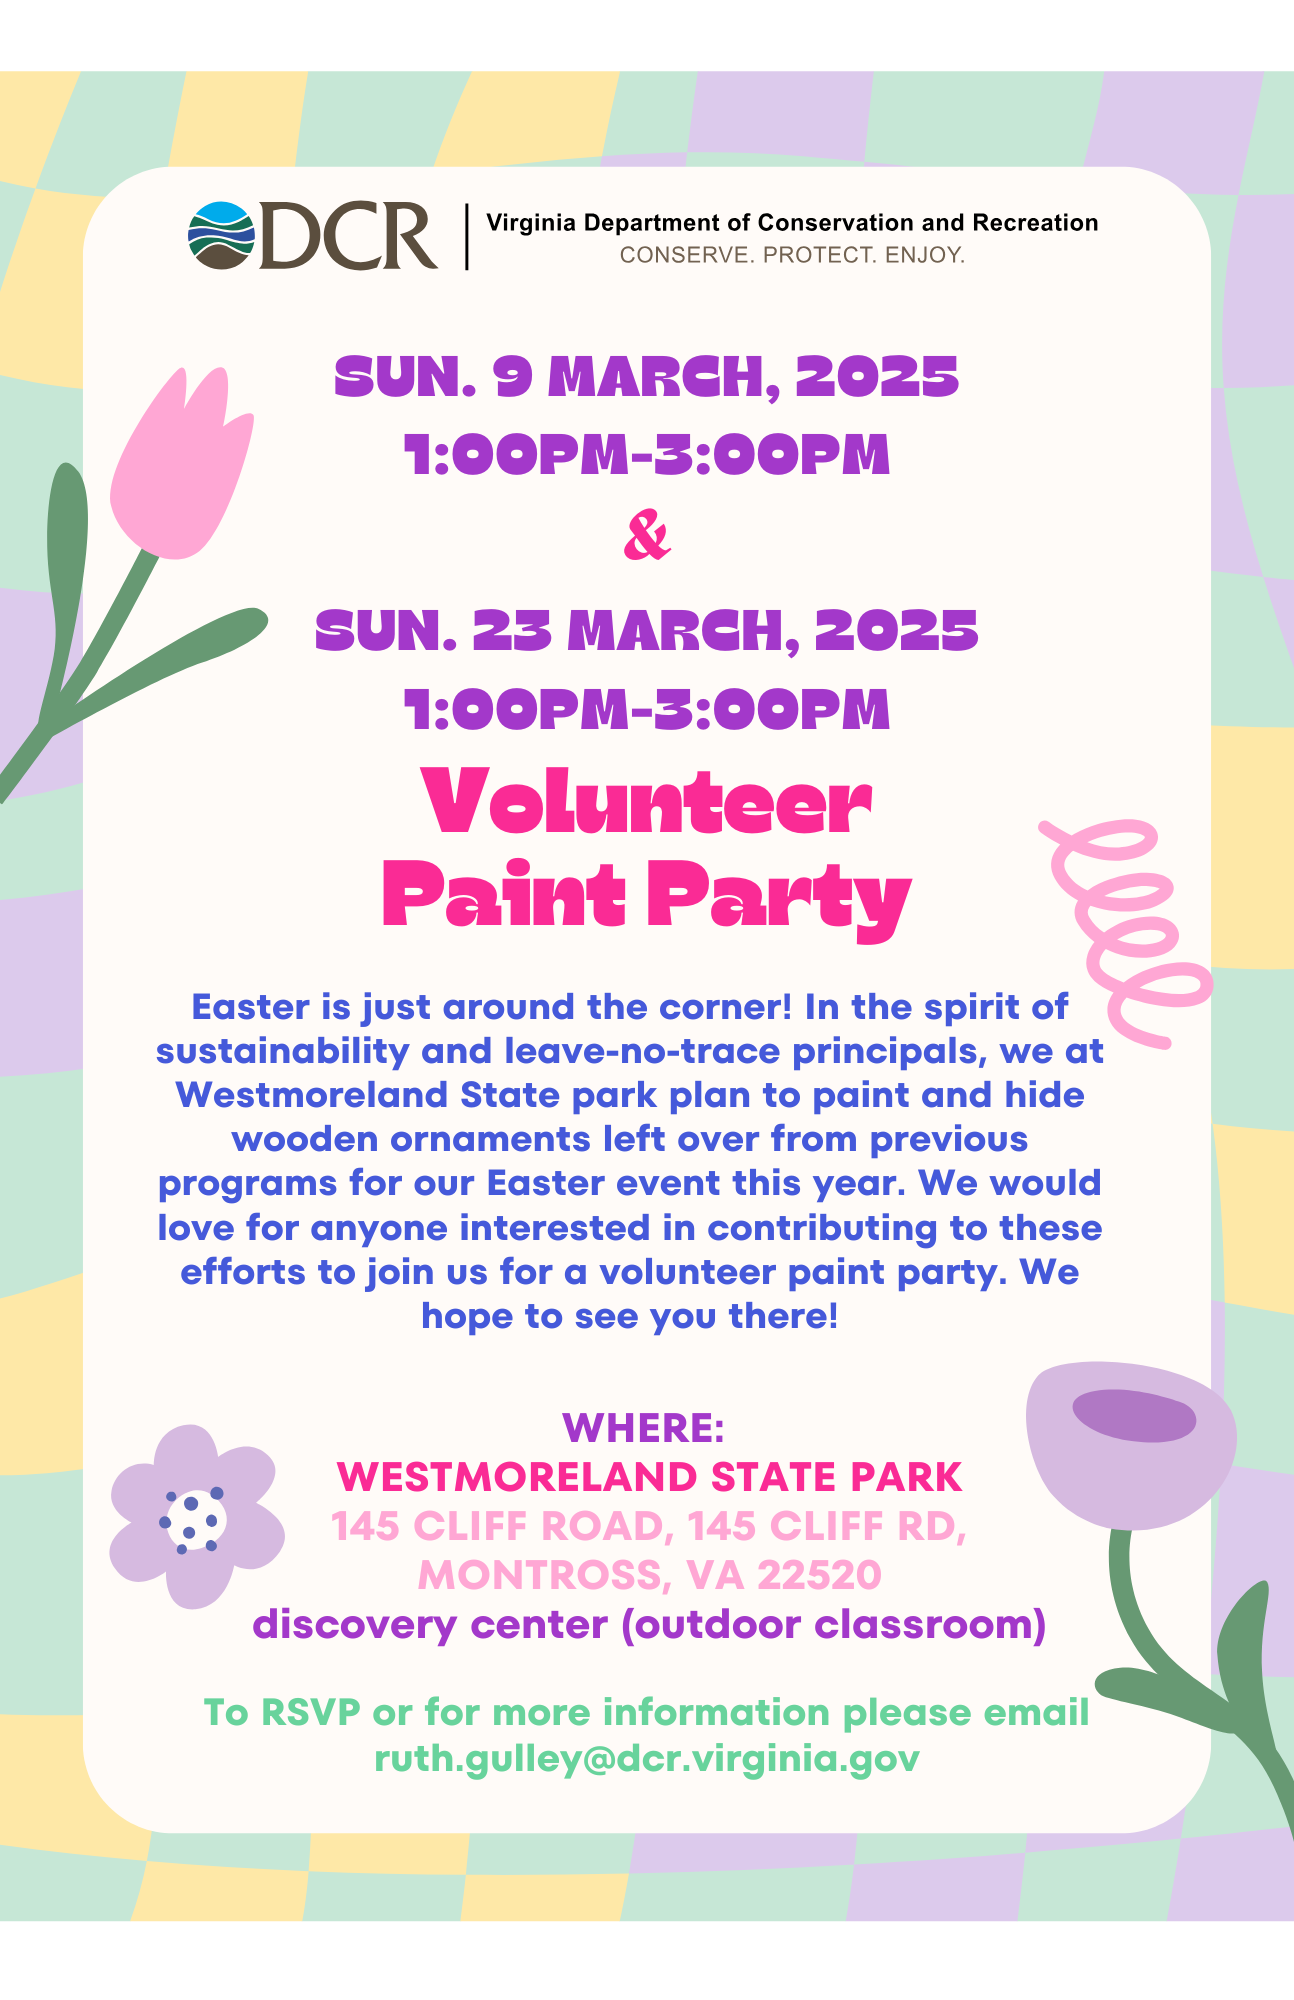 DCR
Virginia Department of Conservation and Recreation
CONSERVE. PROTECT. ENJOY.
SUN. 9 MARCH, 2025
1:00PM-3:00PM
&
SUN. 23 MARCH, 2025
1:00PM-3:00PM
Volunteer
Paint Party
Easter is just around the corner! In the spirit of
sustainability and leave-no-trace principals, we at
Westmoreland State park plan to paint and hide
wooden ornaments left over from previous
programs for our Easter event this year. We would
love for anyone interested in contributing to these
efforts to join us for a volunteer paint party. We
hope to see you there!
WHERE:
WESTMORELAND STATE PARK
145 CLIFF ROAD, 145 CLIFF RD,
MONTROSS, VA 22520
discovery center (outdoor classroom)
To RSVP or for more information please email
ruth.gulley@dcr.virginia.gov